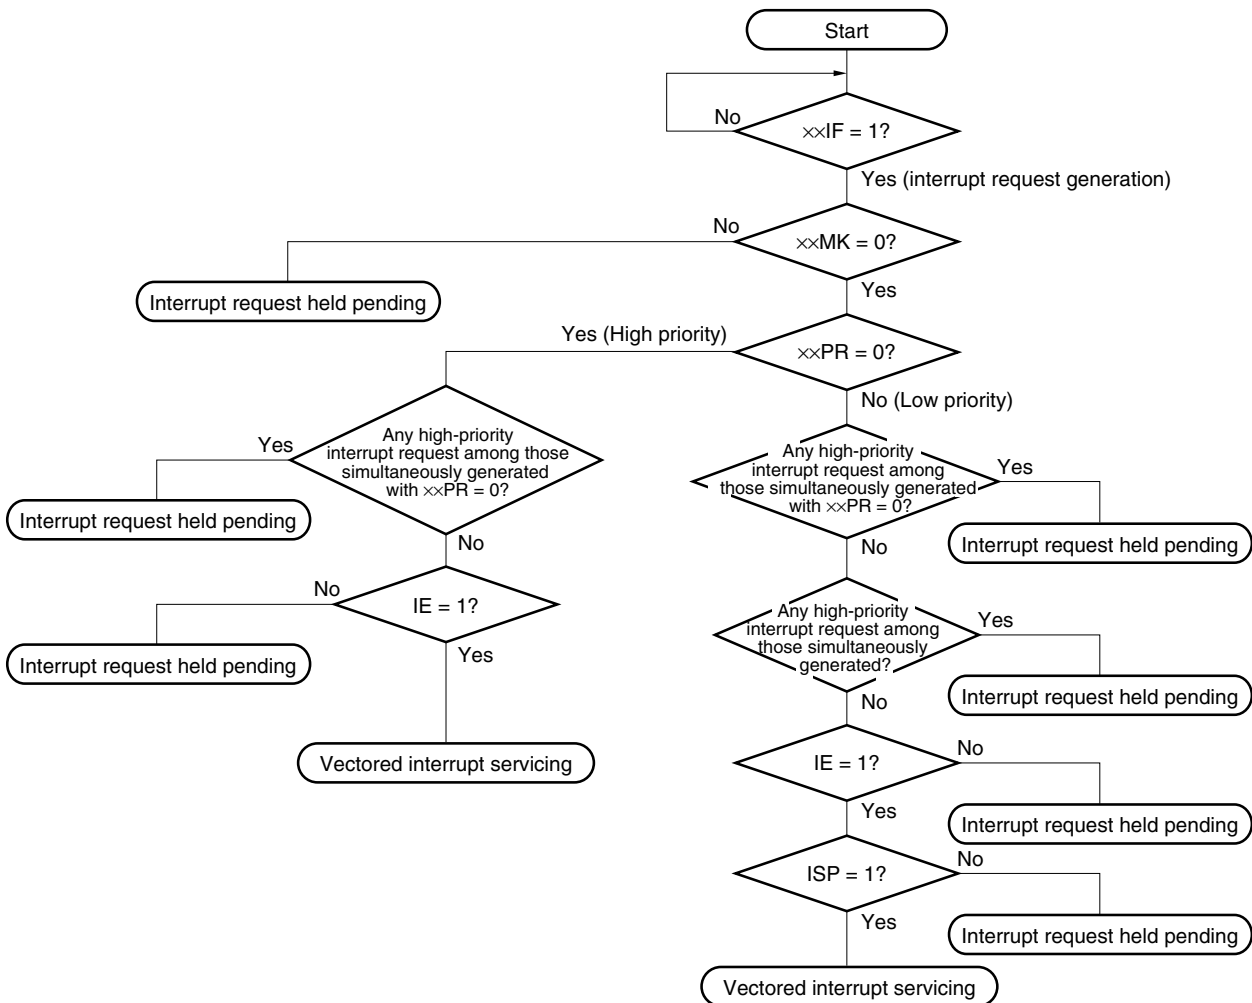 Start
No
××IF = 1?
Yes (interrupt request generation)
No
××MK = 0?
Interrupt request held pending
Yes
Yes (High priority)
××PR = 0?
No (Low priority)
Yes
Any high-priority
interrupt request among those
simultaneously generated
with ××PR = 0?
Any high-priority
interrupt request among
those simultaneously generated
with ××PR = 0?
Yes
Interrupt request held pending
No
Interrupt request held pending
No
No
IE = 1?
Any high-priority
interrupt request among
those simultaneously
generated?
Yes
Interrupt request held pending
Yes
Interrupt request held pending
No
Vectored interrupt servicing
IE = 1?
No
Yes
Interrupt request held pending
ISP = 1?
No
Yes
Interrupt request held pending
Vectored interrupt servicing